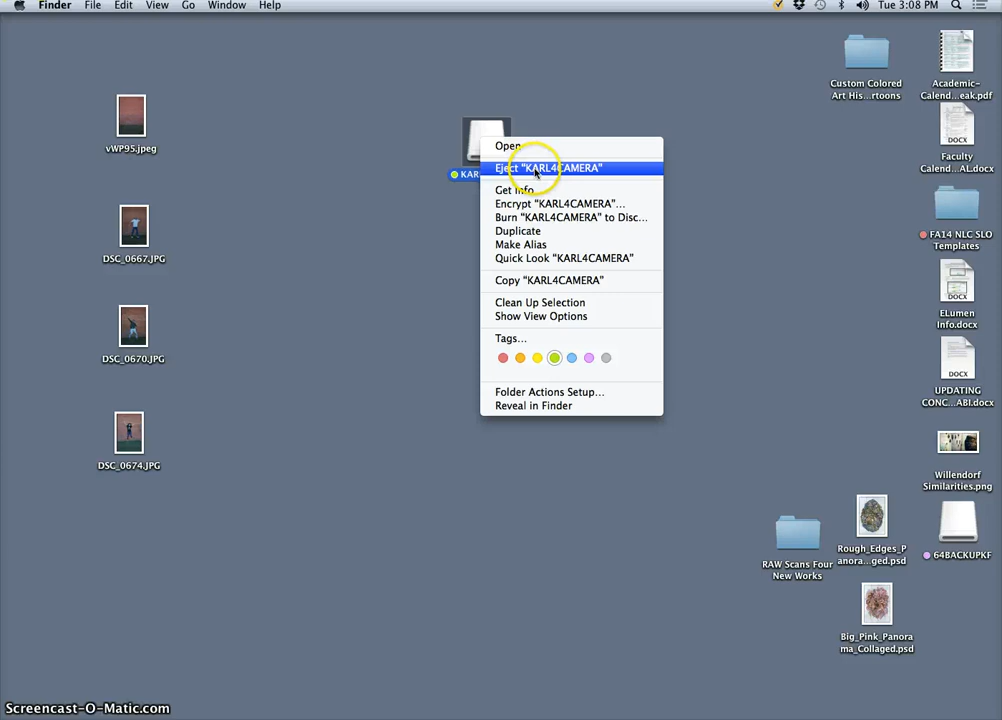 Finder File Edit View Go Window Help Tue 3:08 PM
vWP95.jpeg
DSC_0667.JPG
DSC_0670.JPG
DSC_0674.JPG
KAR
Open
Eject "KARL4CAMERA"
Get Info
Encrypt "KARL4CAMERA"...
Burn "KARL4CAMERA" to Disc...
Duplicate
Make Alias
Quick Look "KARL4CAMERA"
Copy "KARL4CAMERA"
Clean Up Selection
Show View Options
Tags...
Folder Actions Setup...
Reveal in Finder
Custom Colored
Art His...rtoons
Academic-
Calend...eak.pdf
DOCX
Faculty
Calend...AL.docx
FA14 NLC SLO
Templates
DOCX
ELumen
Info.docx
DOCX
UPDATING
CONC...ABI.docx
Willendorf
Similarities.png
64BACKUPKF
RAW Scans Four
New Works
Rough_Edges_P
anora...ged.psd
Big_Pink_Panora
ma_Collaged.psd
Screencast-O-Matic.com